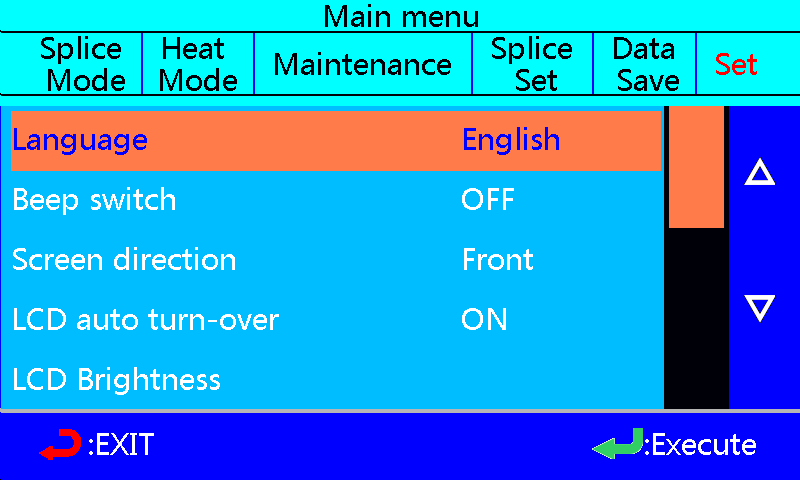 Main menu
Splice Mode
Heat Mode
Maintenance
Splice Set
Data Save
Set
Language English
Beep switch OFF
Screen direction Front
LCD auto turn-over ON
LCD Brightness
:EXIT :Execute